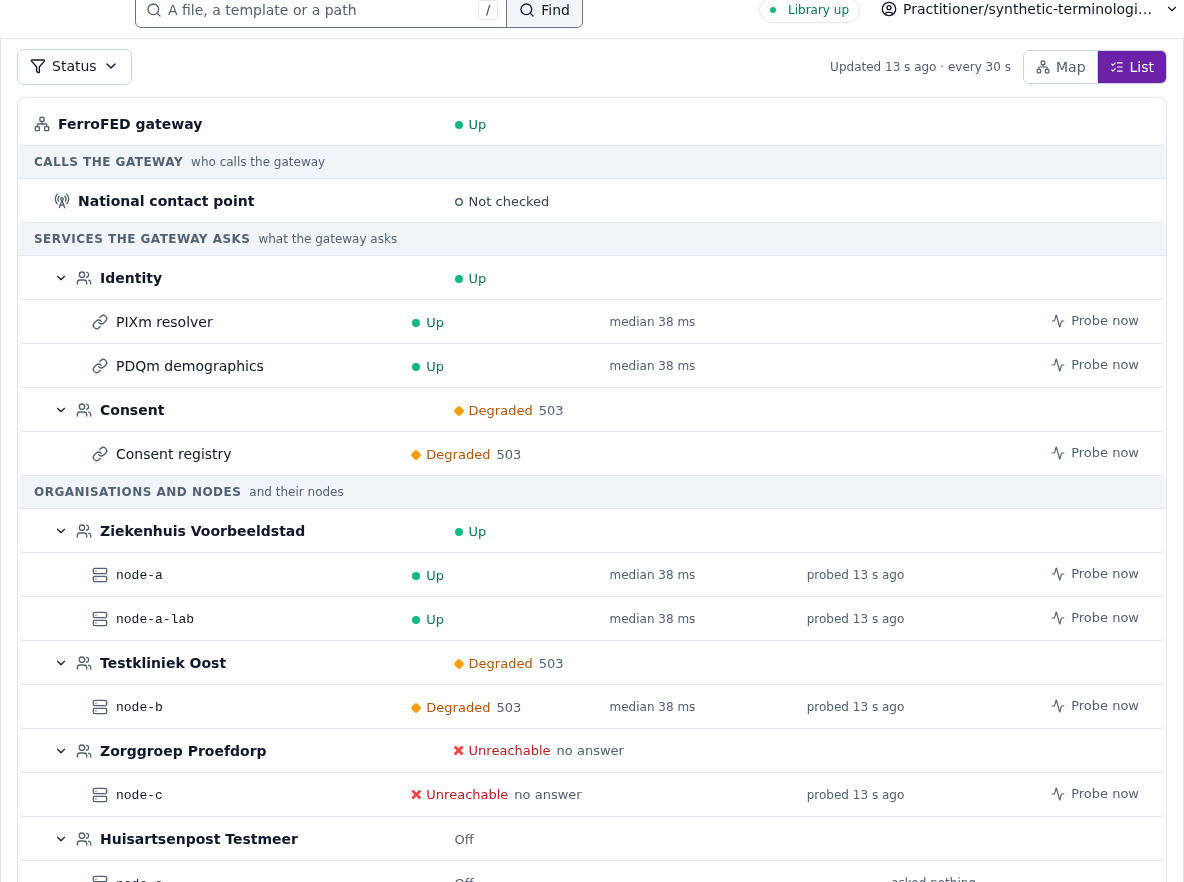 A file, a template or a path / Find Library up Practitioner/synthetic-terminologi…
Status Updated 13 s ago · every 30 s Map List
FerroFED gateway Up
CALLS THE GATEWAY who calls the gateway
National contact point Not checked
SERVICES THE GATEWAY ASKS what the gateway asks
Identity Up
PIXm resolver Up median 38 ms Probe now
PDQm demographics Up median 38 ms Probe now
Consent Degraded 503
Consent registry Degraded 503 Probe now
ORGANISATIONS AND NODES and their nodes
Ziekenhuis Voorbeeldstad Up
node-a Up median 38 ms probed 13 s ago Probe now
node-a-lab Up median 38 ms probed 13 s ago Probe now
Testkliniek Oost Degraded 503
node-b Degraded 503 median 38 ms probed 13 s ago Probe now
Zorggroep Proefdorp Unreachable no answer
node-c Unreachable no answer probed 13 s ago Probe now
Huisartsenpost Testmeer Off
Off asked nothing